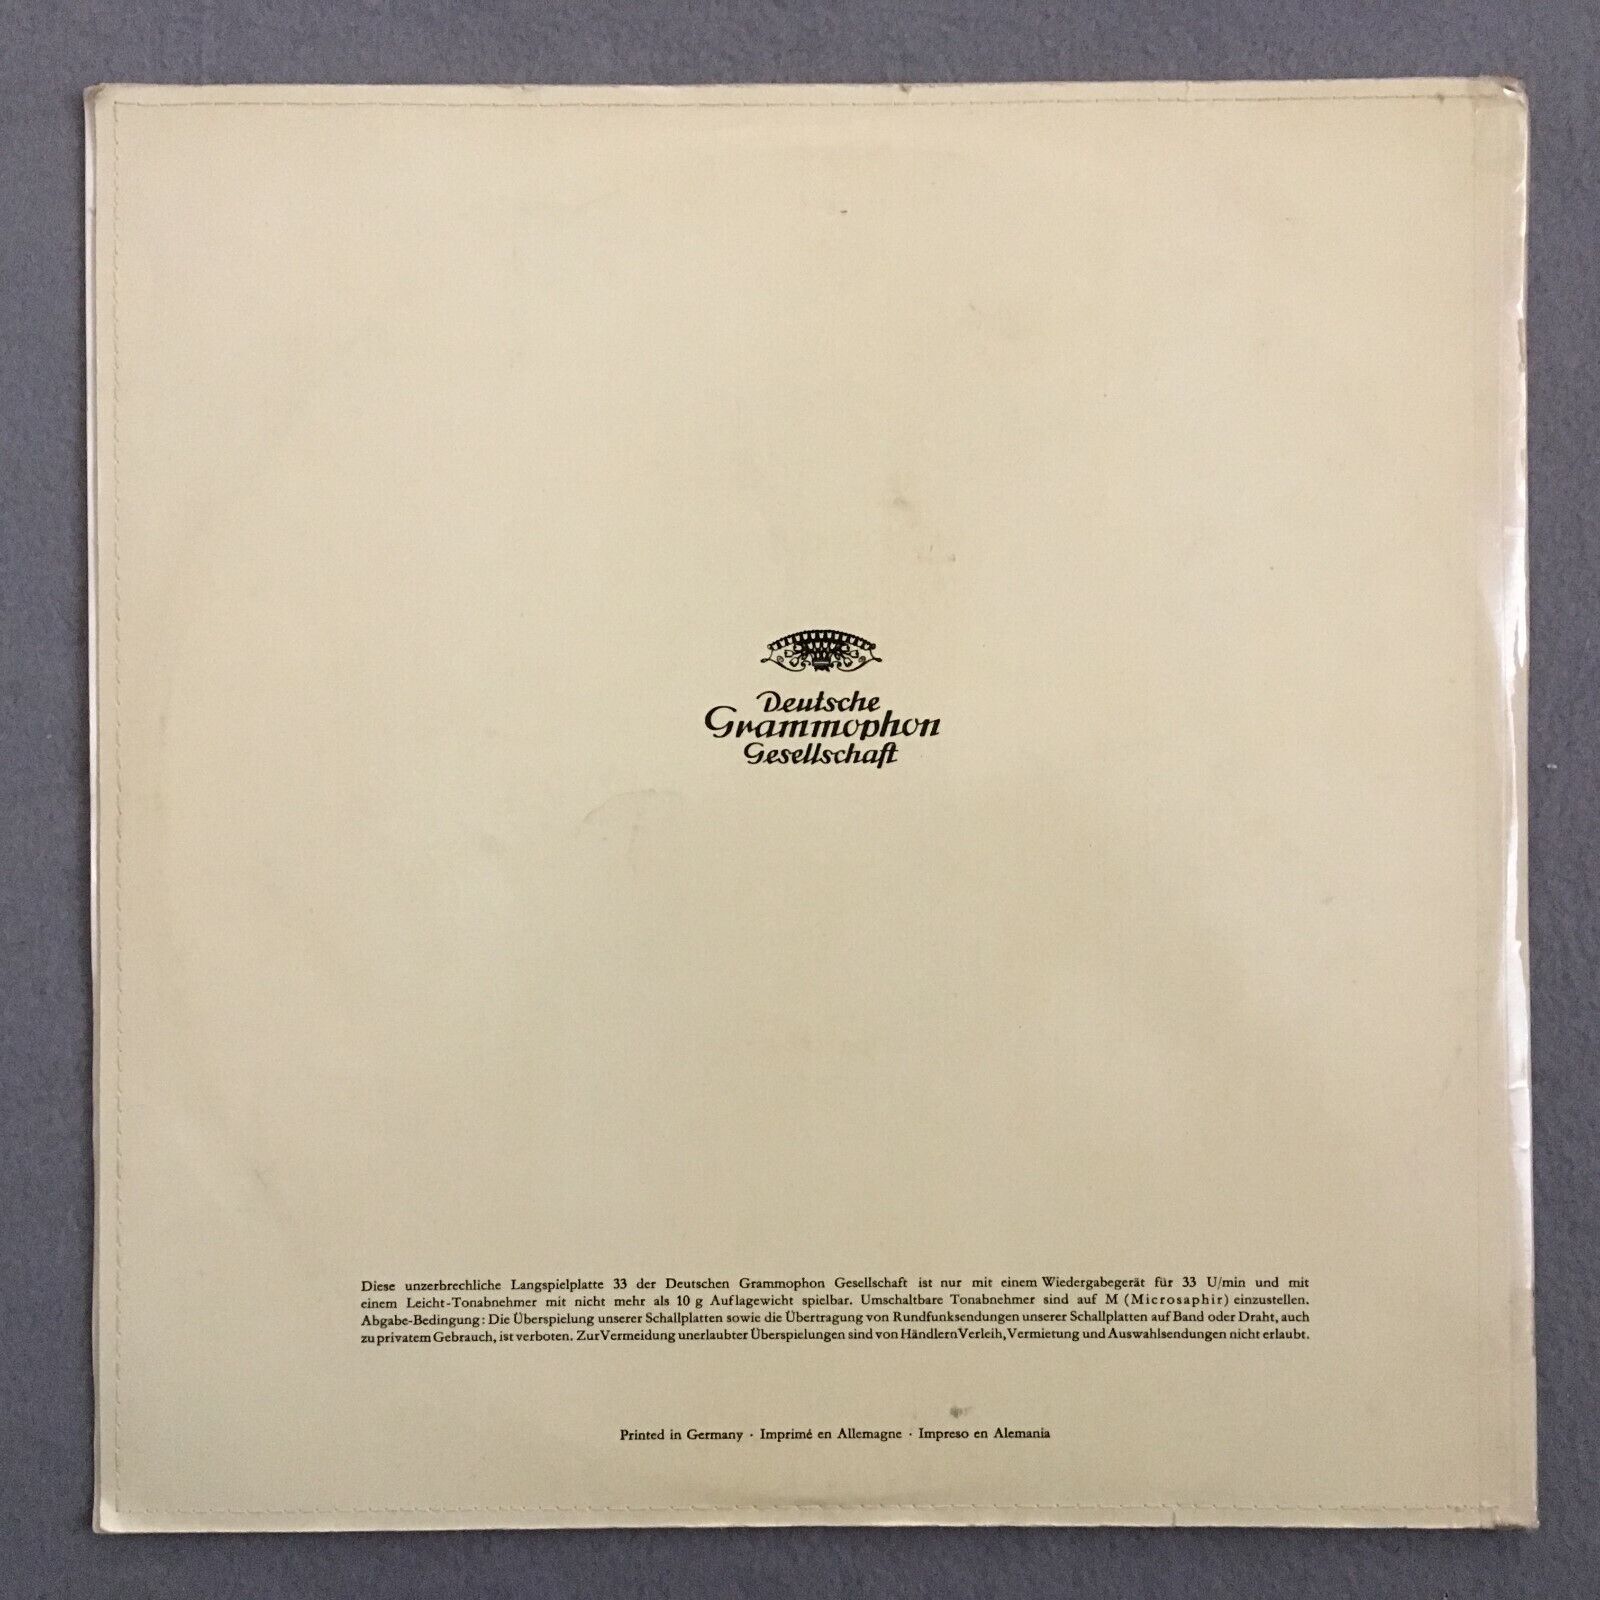 Deutsche
Grammophon
Gesellschaft
Diese unzerbrechliche Langspielplatte 33 der Deutschen Grammophon Gesellschaft ist nur mit einem Wiedergabegerät für 33 U/min und mit
einem Leicht-Tonabnehmer mit nicht mehr als 10 g Auflagewicht spielbar. Umschaltbare Tonabnehmer sind auf M (Microsaphir) einzustellen.
Abgabe-Bedingung: Die Überspielung unserer Schallplatten sowie die Übertragung von Rundfunksendungen unserer Schallplatten auf Band oder Draht, auch
zu privatem Gebrauch, ist verboten. Zur Vermeidung unerlaubter Überspielungen sind von Händlern Verleih, Vermietung und Auswahlsendungen nicht erlaubt.
Printed in Germany · Imprimé en Allemagne · Impreso en Alemania